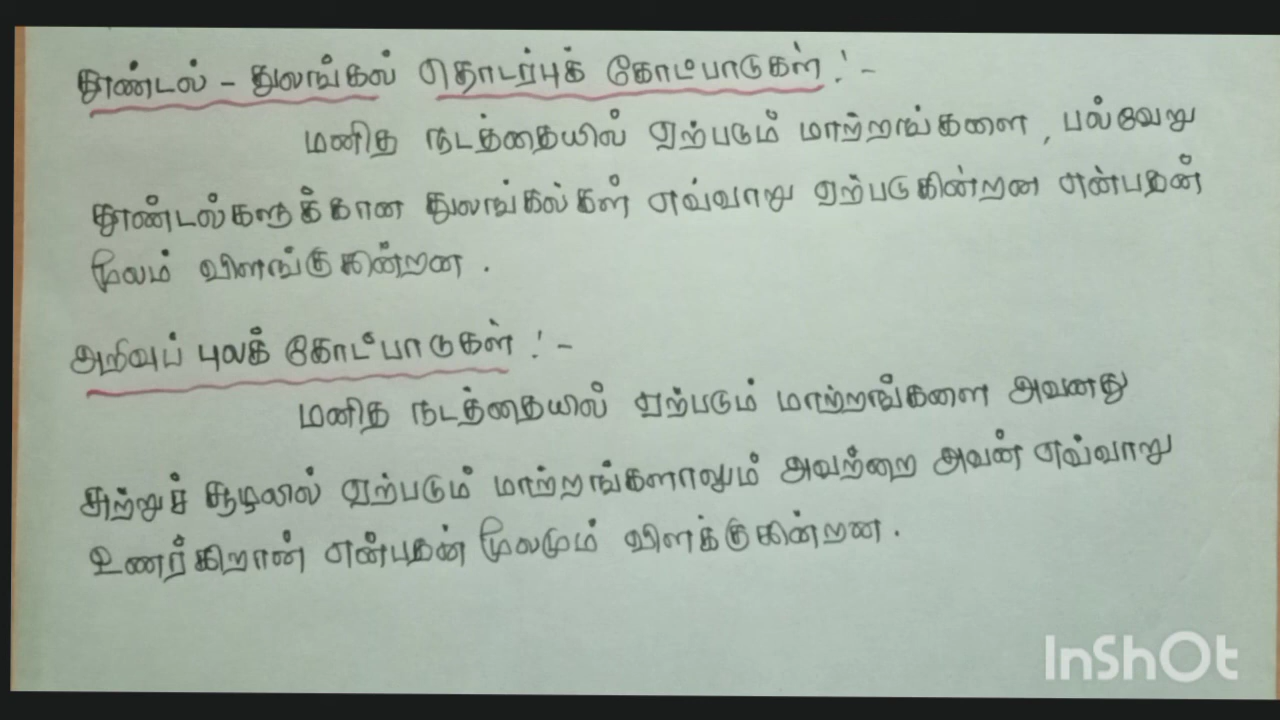 தூண்டல் - துலங்கல் தொடர்புக் கோட்பாடுகள் :-
மனித நடத்தையில் ஏற்படும் மாற்றங்களை , பல்வேறு
தூண்டல்களுக்கான துலங்கல்கள் எவ்வாறு ஏற்படுகின்றன என்பதன்
மூலம் விளங்குகின்றன .
அறிவுப் புலக் கோட்பாடுகள் :-
மனித நடத்தையில் ஏற்படும் மாற்றங்களை அவனது
சுற்றுச் சூழலில் ஏற்படும் மாற்றங்களாலும் அவற்றை அவன் எவ்வாறு
உணர்கிறான் என்பதன் மூலமும் விளக்குகின்றன .
InShOt